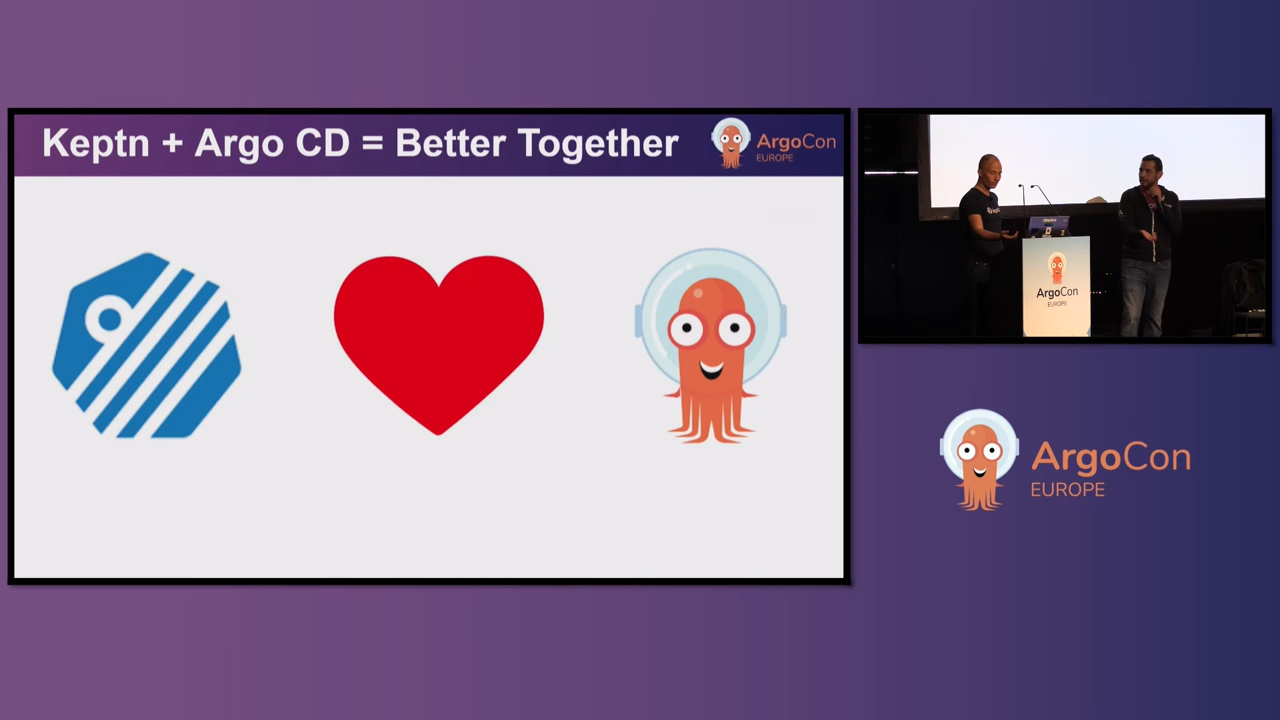 Keptn + Argo CD = Better Together
ArgoCon
EUROPE
ArgoCon
EUROPE
ArgoCon
EUROPE